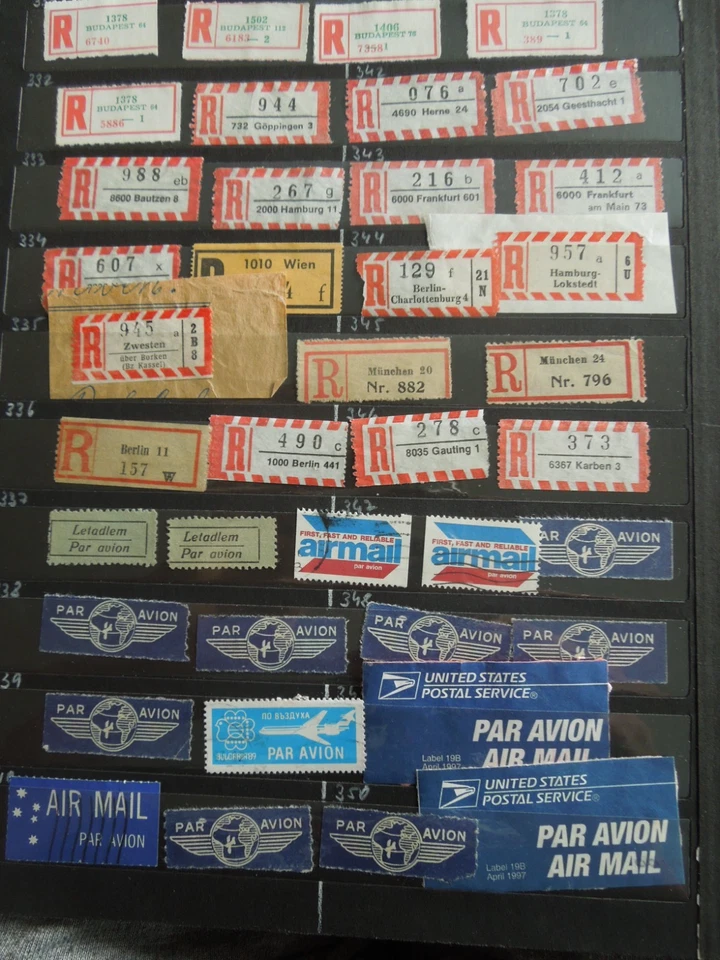 R
1378
BUDAPEST 64
6740
R
1502
BUDAPEST 112
6183 - 2
R
1406
BUDAPEST 70
73581
R
1378
BUDAPEST 64
389 - 1
332
342
R
1378
BUDAPEST 64
5886 - 1
R
944
732 Göppingen 3
R
076 a
4690 Herne 24
R
702 e
2054 Geesthacht 1
333
343
R
988 eb
8600 Bautzen 8
R
267 g
2000 Hamburg 11
R
216 b
6000 Frankfurt 601
R
412 a
6000 Frankfurt
am Main 73
334
344
R
607 x
R
1010 Wien
4 f
R
129 f
Berlin-
Charlottenburg 4
21
N
R
957 a
Hamburg-
Lokstedt
6
U
335
345
R
945 a
Zwesten
über Borken
(Bz Kassel)
2
B
3
R
München 20
Nr. 882
R
München 24
Nr. 796
336
346
R
Berlin 11
157 W
R
490 c
1000 Berlin 441
R
278 c
8035 Gauting 1
R
373
6367 Karben 3
337
347
Letadlem
Par avion
Letadlem
Par avion
FIRST, FAST AND RELIABLE
airmail
par avion
FIRST, FAST AND RELIABLE
airmail
par avion
PAR AVION
38
348
PAR AVION
PAR AVION
PAR AVION
PAR AVION
39
PAR AVION
ПО ВЪЗДУХА
PAR AVION
UNITED STATES
POSTAL SERVICE®
PAR AVION
AIR MAIL
Label 19B
April 1997
350
AIR MAIL
PAR AVION
PAR AVION
PAR AVION
UNITED STATES
POSTAL SERVICE®
PAR AVION
AIR MAIL
Label 19B
April 1997